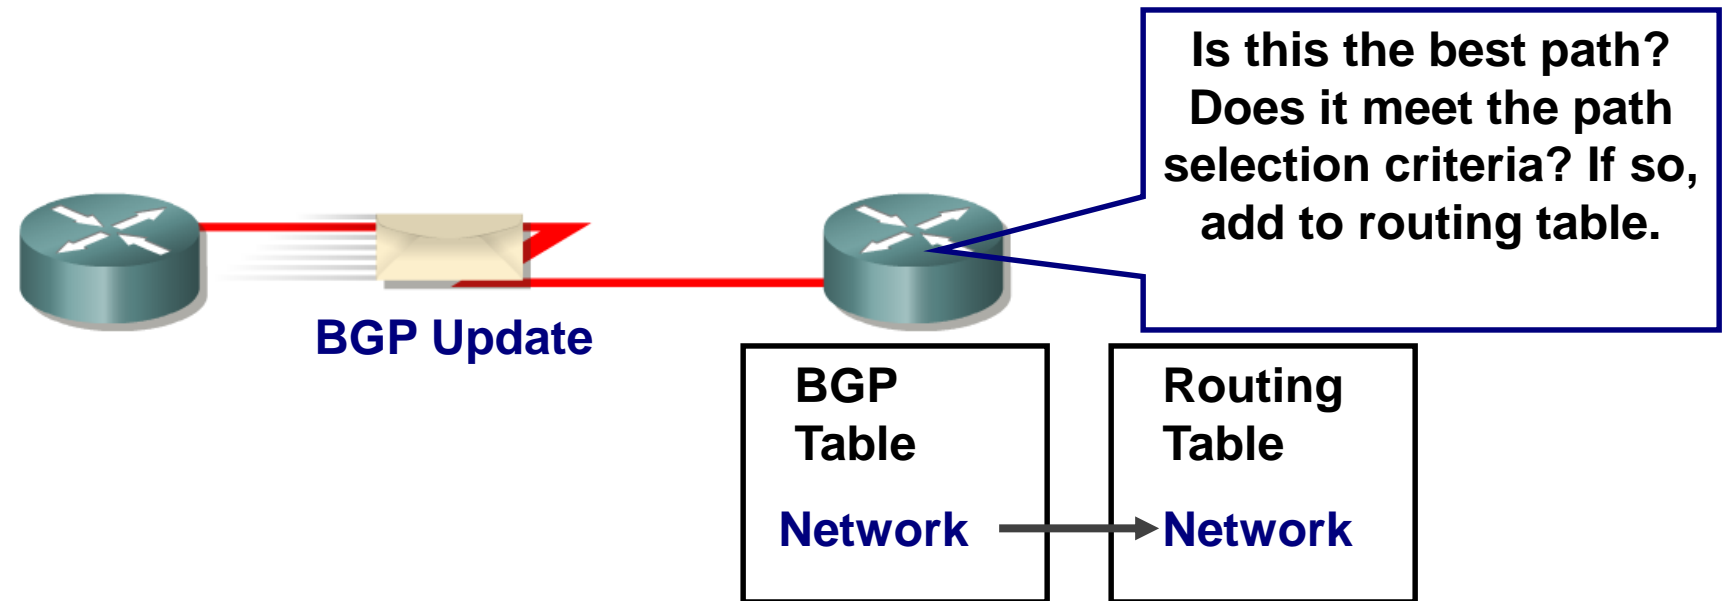 Is this the best path?
Does it meet the path
selection criteria? If so,
add to routing table.
BGP Update
BGP
Table
Network
Routing
Table
Network